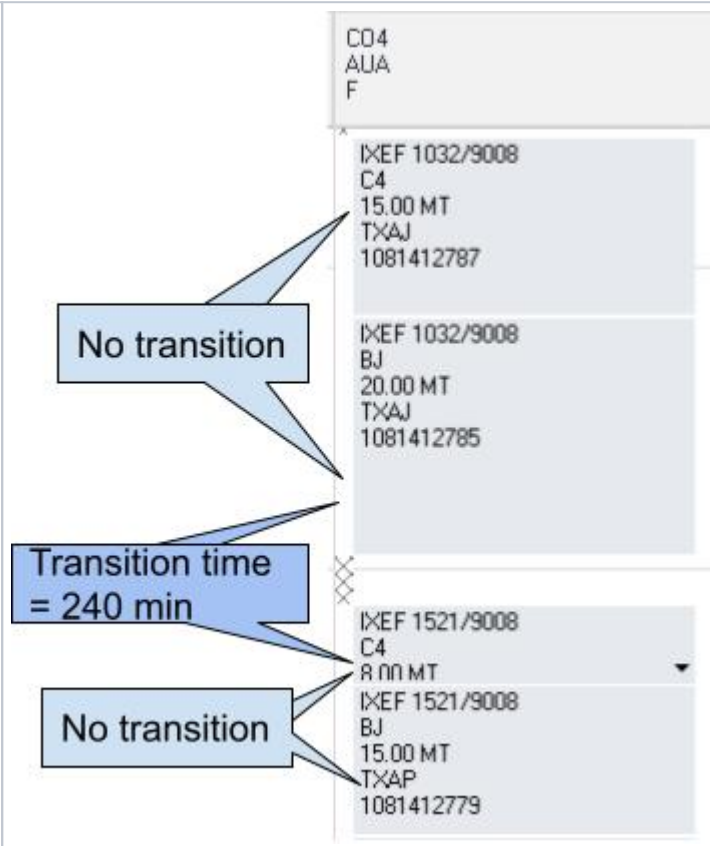 CO4
AUA
F
IXEF 1032/9008
C4
15.00 MT
TXAJ
1081412787
No transition
IXEF 1032/9008
BJ
20.00 MT
TXAJ
1081412785
Transition time
= 240 min
IXEF 1521/9008
C4
8.00 MT
No transition
IXEF 1521/9008
BJ
15.00 MT
TXAP
1081412779